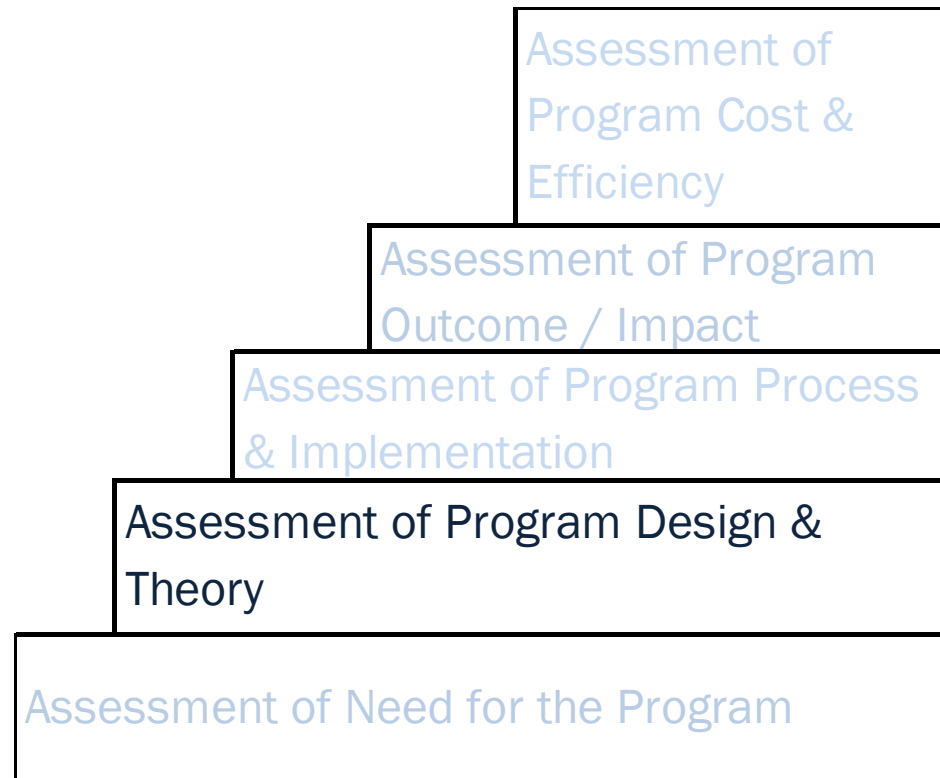 Assessment of
Program Cost &
Efficiency
Assessment of Program
Outcome / Impact
Assessment of Program Process
& Implementation
Assessment of Program Design &
Theory
Assessment of Need for the Program